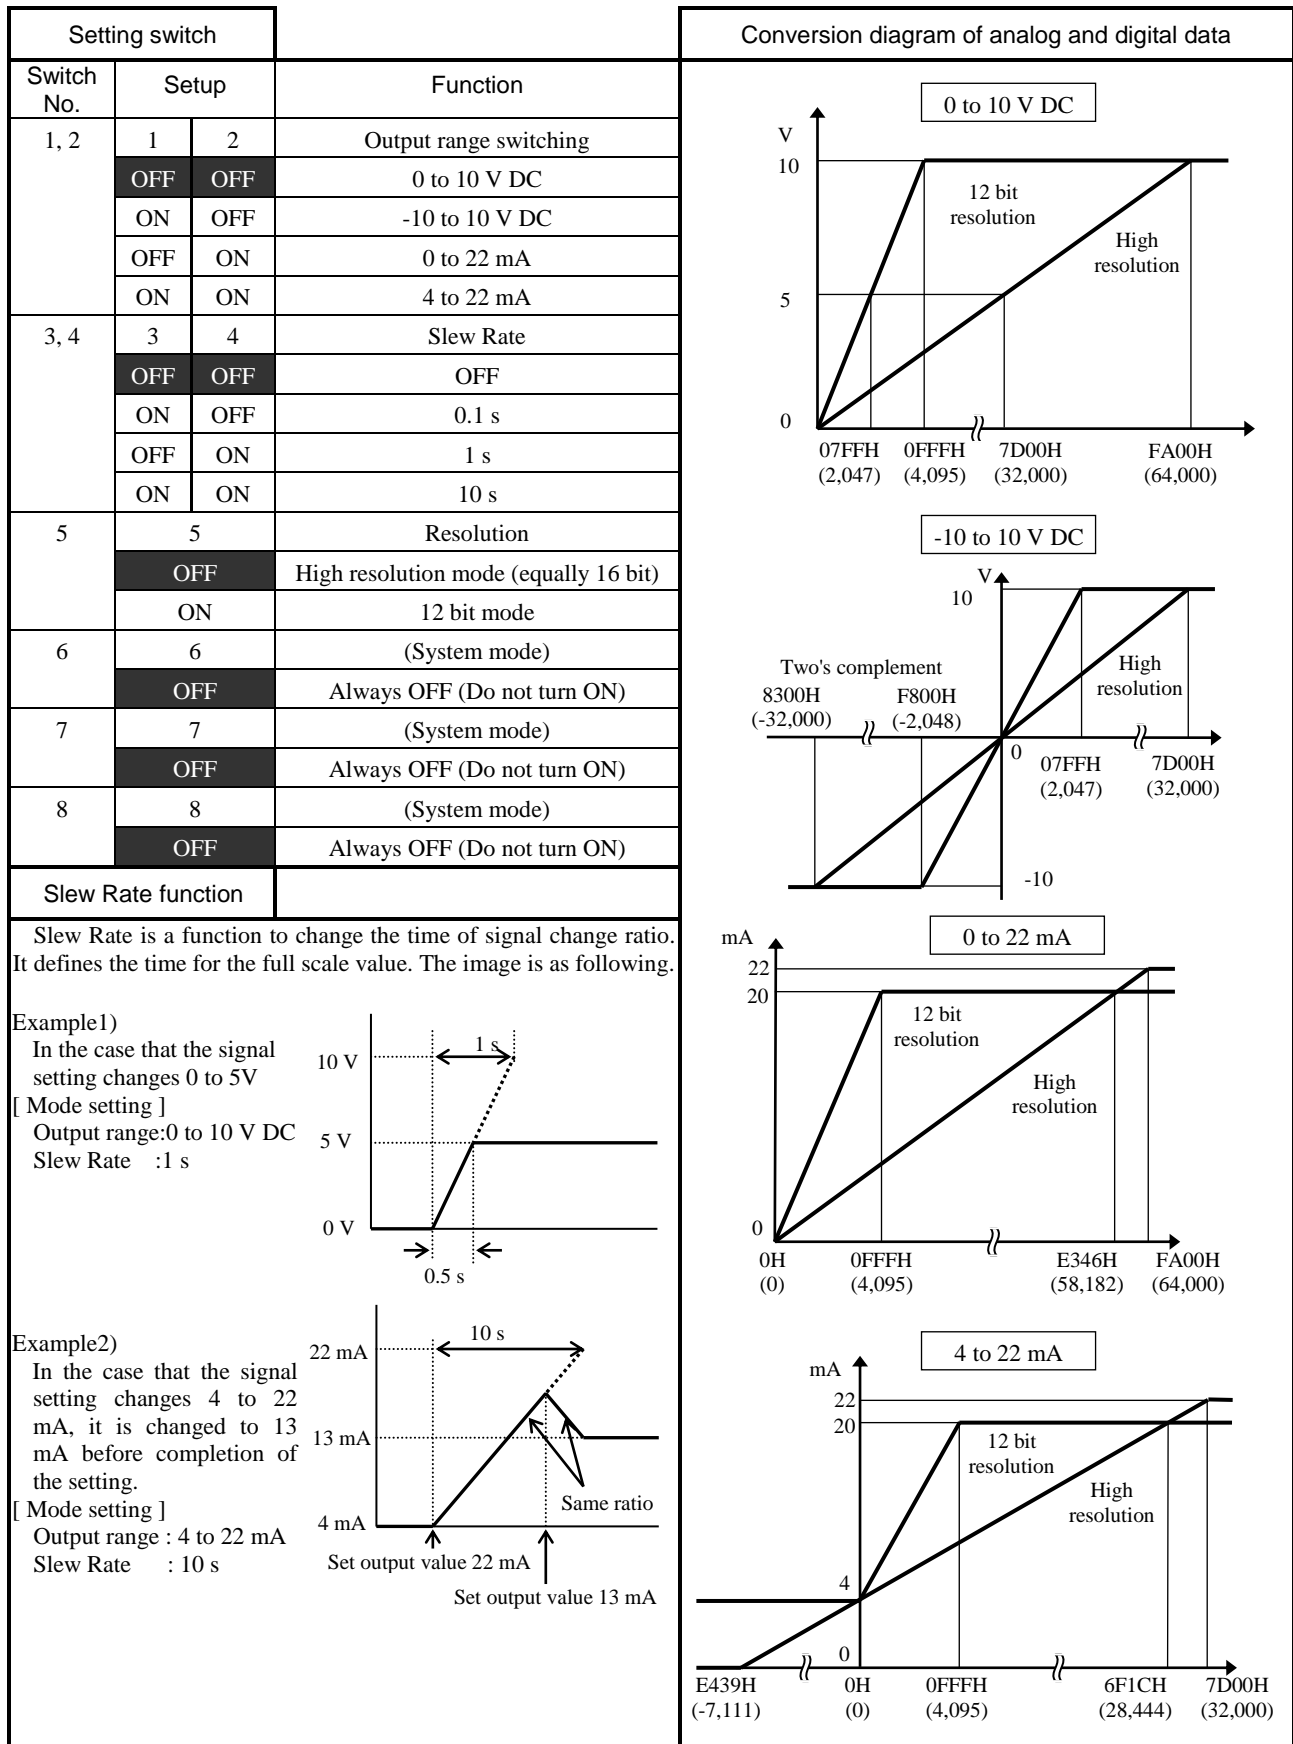 Setting switch
Switch No. Setup Function
1, 2 1 2 Output range switching
OFF OFF 0 to 10 V DC
ON OFF -10 to 10 V DC
OFF ON 0 to 22 mA
ON ON 4 to 22 mA
3, 4 3 4 Slew Rate
OFF OFF OFF
ON OFF 0.1 s
OFF ON 1 s
ON ON 10 s
5 5 Resolution
OFF High resolution mode (equally 16 bit)
ON 12 bit mode
6 6 (System mode)
OFF Always OFF (Do not turn ON)
7 7 (System mode)
OFF Always OFF (Do not turn ON)
8 8 (System mode)
OFF Always OFF (Do not turn ON)
Slew Rate function
Slew Rate is a function to change the time of signal change ratio.
It defines the time for the full scale value. The image is as following.
Example1)
In the case that the signal
setting changes 0 to 5V
[ Mode setting ]
Output range:0 to 10 V DC
Slew Rate :1 s
10 V
1 s
5 V
0 V
0.5 s
Example2)
In the case that the signal
setting changes 4 to 22
mA, it is changed to 13
mA before completion of
the setting.
[ Mode setting ]
Output range : 4 to 22 mA
Slew Rate : 10 s
10 s
22 mA
13 mA
Same ratio
4 mA
Set output value 22 mA
Set output value 13 mA
Conversion diagram of analog and digital data
0 to 10 V DC
V
10
12 bit
resolution
High
resolution
5
0
07FFH 0FFFH 7D00H FA00H
(2,047) (4,095) (32,000) (64,000)
-10 to 10 V DC
V
10
Two's complement
High
resolution
8300H F800H
(-32,000) (-2,048)
0
07FFH 7D00H
(2,047) (32,000)
-10
0 to 22 mA
mA
22
20
12 bit
resolution
High
resolution
0
0H 0FFFH E346H FA00H
(0) (4,095) (58,182) (64,000)
4 to 22 mA
mA
22
20
12 bit
resolution
High
resolution
4
0
E439H 0H 0FFFH 6F1CH 7D00H
(-7,111) (0) (4,095) (28,444) (32,000)